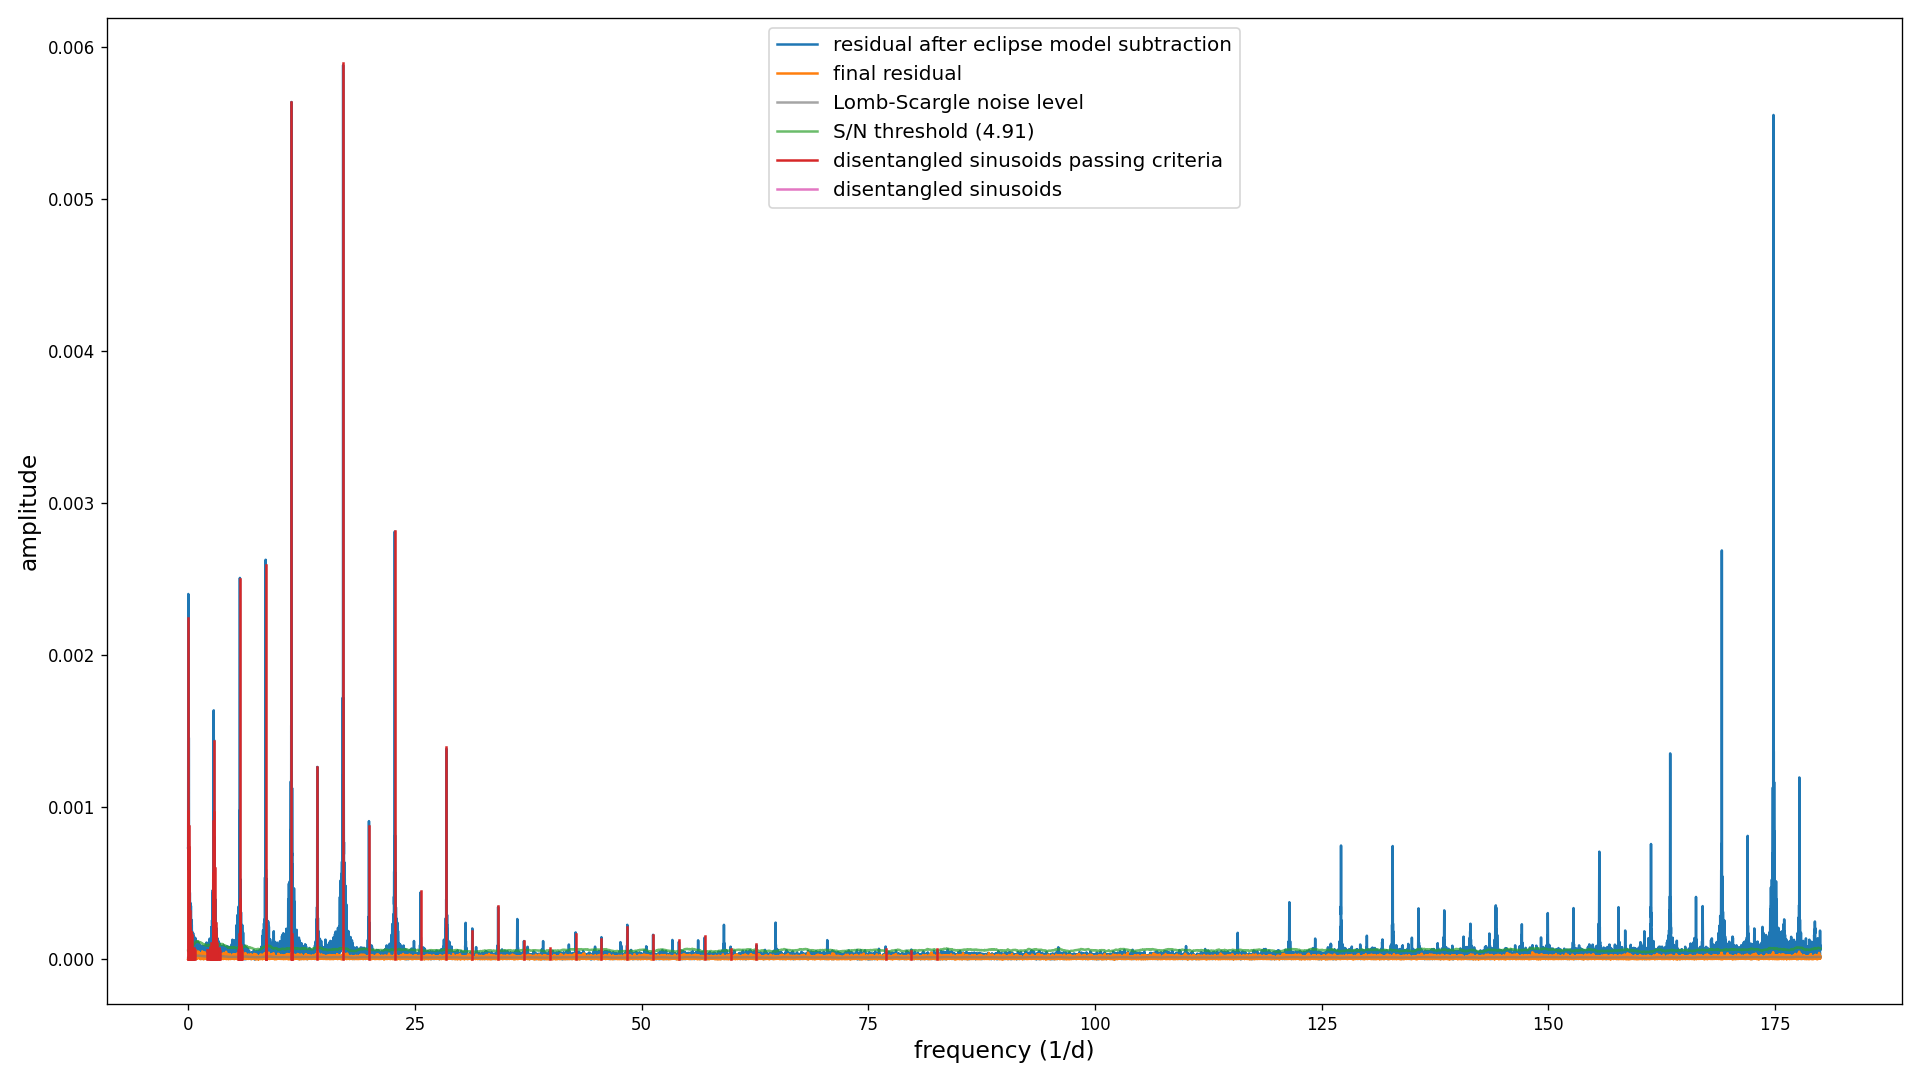 residual after eclipse model subtraction
final residual
Lomb-Scargle noise level
S/N threshold (4.91)
disentangled sinusoids passing criteria
disentangled sinusoids
amplitude
0.006
0.005
0.004
0.003
0.002
0.001
0.000
0 25 50 75 100 125 150 175
frequency (1/d)